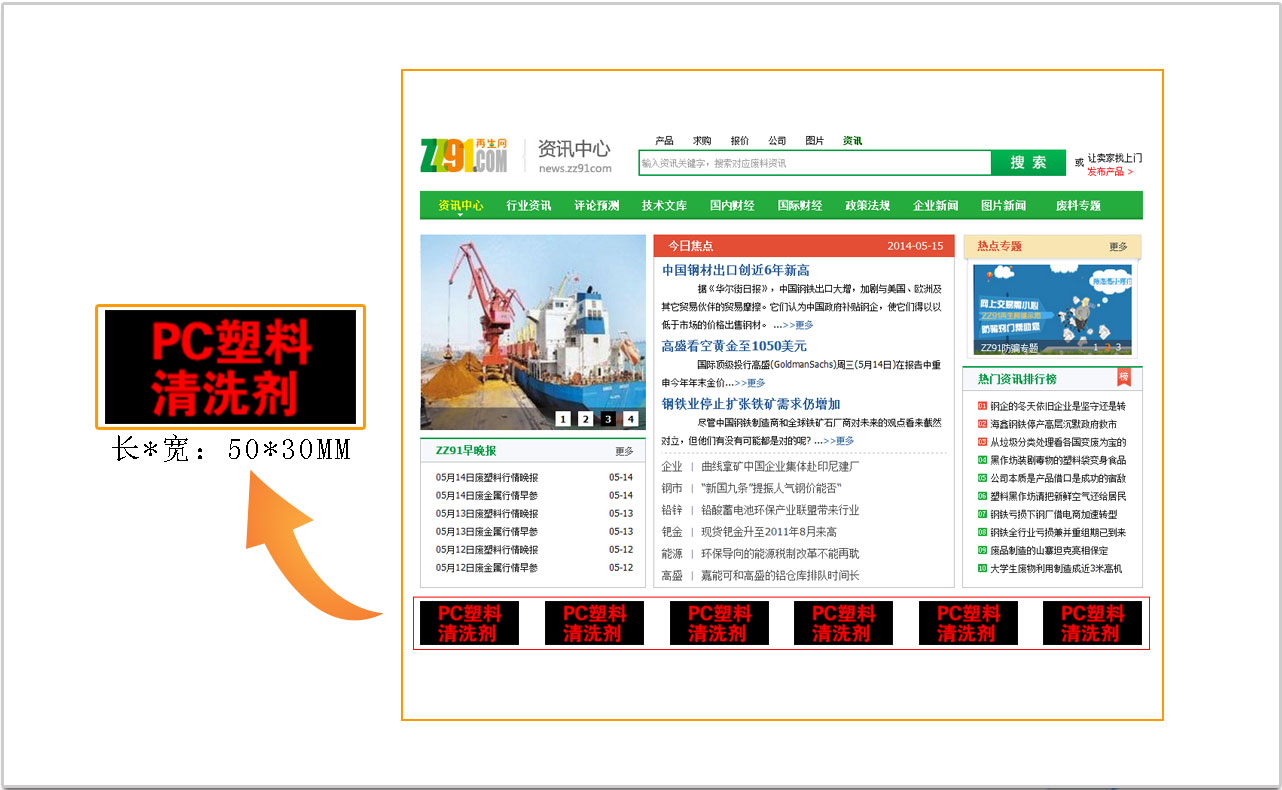 产品 求购 报价 公司 图片 资讯
ZZ91.COM 再生网 资讯中心
news.zz91.com
输入资讯关键字，搜索对应废料资讯 搜 索 或 让卖家找上门
发布产品 >
资讯中心 行业资讯 评论预测 技术文库 国内财经 国际财经 政策法规 企业新闻 图片新闻 废料专题
1 2 3 4
ZZ91早晚报 更多
05月14日废塑料行情晚报 05-14
05月14日废金属行情早参 05-14
05月13日废塑料行情晚报 05-13
05月13日废金属行情早参 05-13
05月12日废塑料行情晚报 05-12
05月12日废金属行情早参 05-12
今日焦点 2014-05-15
中国钢材出口创近6年新高
据《华尔街日报》，中国钢铁出口大增，加剧与美国、欧洲及
其它贸易伙伴的贸易摩擦。它们认为中国政府补贴钢企，使它们得以以
低于市场的价格出售钢材。 ...>>更多
高盛看空黄金至1050美元
国际顶级投行高盛(GoldmanSachs)周三(5月14日)在报告中重
申今年年末金价...>>更多
钢铁业停止扩张铁矿需求仍增加
尽管中国钢铁制造商和全球铁矿石厂商对未来的观点看来截然
对立，但他们有没有可能都是对的呢？...>>更多
企业 | 曲线拿矿中国企业集体赴印尼建厂
钢市 | “新国九条”提振人气钢价能否”
铅锌 | 铅酸蓄电池环保产业联盟带来行业
钯金 | 现货钯金升至2011年8月来高
能源 | 环保导向的能源税制改革不能再耽
高盛 | 嘉能可和高盛的铝仓库排队时间长
热点专题 更多
网上交易需小心
ZZ91防骗专题 1 2 3
热门资讯排行榜 榜
01 钢企的冬天依旧企业是坚守还是转
02 海鑫钢铁停产高层沉默政府救市
03 从垃圾分类处理看各国变废为宝的
04 黑作坊装剧毒物的塑料袋变身食品
05 公司本质是产品借口是成功的宿敌
06 塑料黑作坊请把新鲜空气还给居民
07 钢铁亏损下钢厂借电商加速转型
08 钢铁全行业亏损兼并重组期已到来
09 废品制造的山寨坦克亮相保定
10 大学生废物利用制造成近3米高机
PC塑料
清洗剂
长*宽：50*30MM
PC塑料 PC塑料 PC塑料 PC塑料 PC塑料 PC塑料
清洗剂 清洗剂 清洗剂 清洗剂 清洗剂 清洗剂